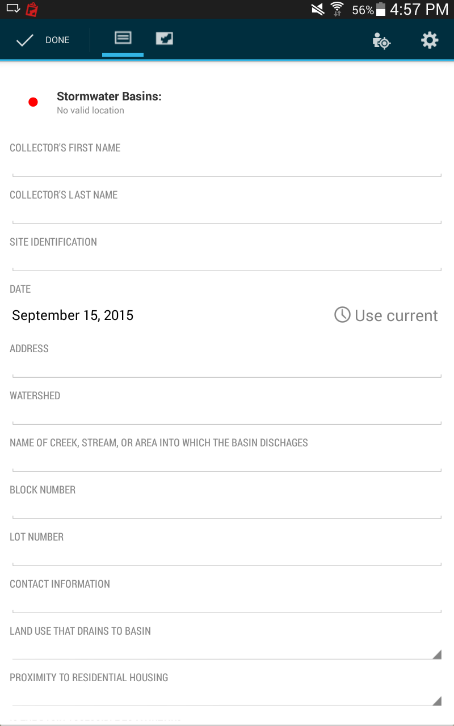 56% 4:57 PM
DONE
Stormwater Basins:
No valid location
COLLECTOR'S FIRST NAME
COLLECTOR'S LAST NAME
SITE IDENTIFICATION
DATE
September 15, 2015 Use current
ADDRESS
WATERSHED
NAME OF CREEK, STREAM, OR AREA INTO WHICH THE BASIN DISCHAGES
BLOCK NUMBER
LOT NUMBER
CONTACT INFORMATION
LAND USE THAT DRAINS TO BASIN
PROXIMITY TO RESIDENTIAL HOUSING